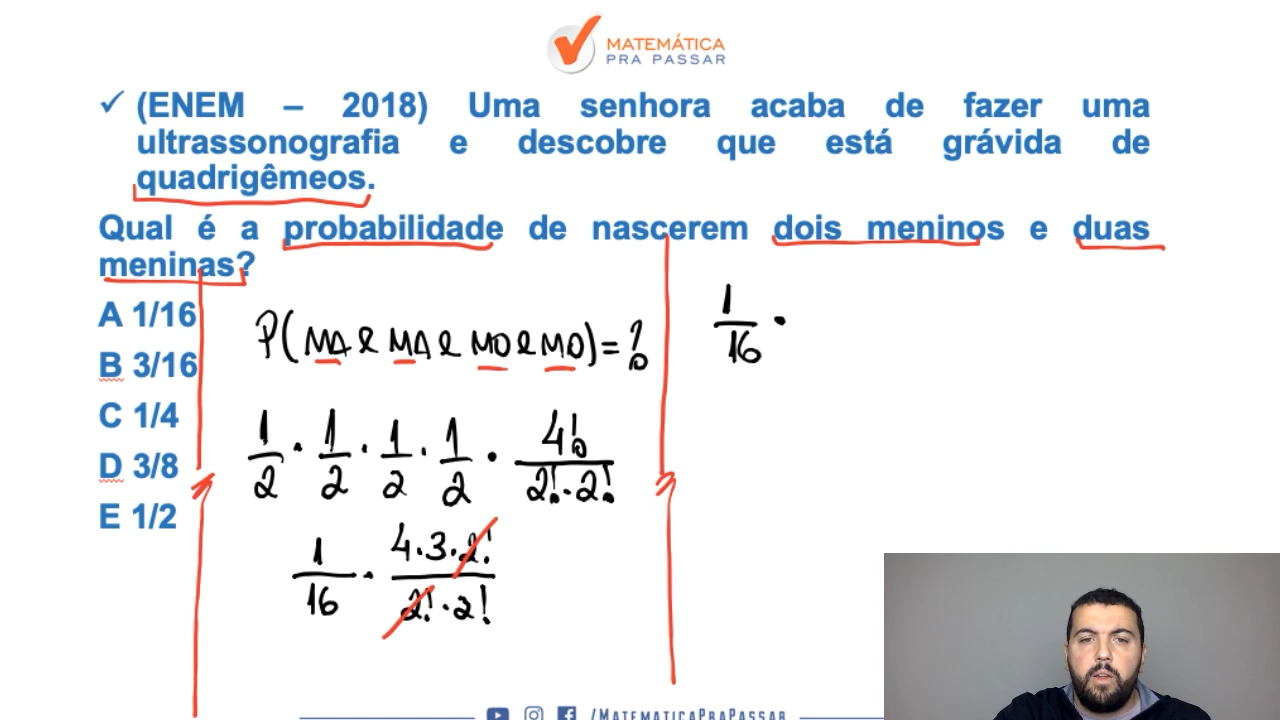 MATEMÁTICA
PRA PASSAR
✓ (ENEM – 2018) Uma senhora acaba de fazer uma
ultrassonografia e descobre que está grávida de
quadrigêmeos.
Qual é a probabilidade de nascerem dois meninos e duas
meninas?
A 1/16
B 3/16
C 1/4
D 3/8
E 1/2
P(MA e MA e MO e MO) = ?
1/2 · 1/2 · 1/2 · 1/2 · 4!/2!·2!
1/16 · 4·3·2!/2!·2!
1/16 ·
/MATEMATICAPRAPASSAR